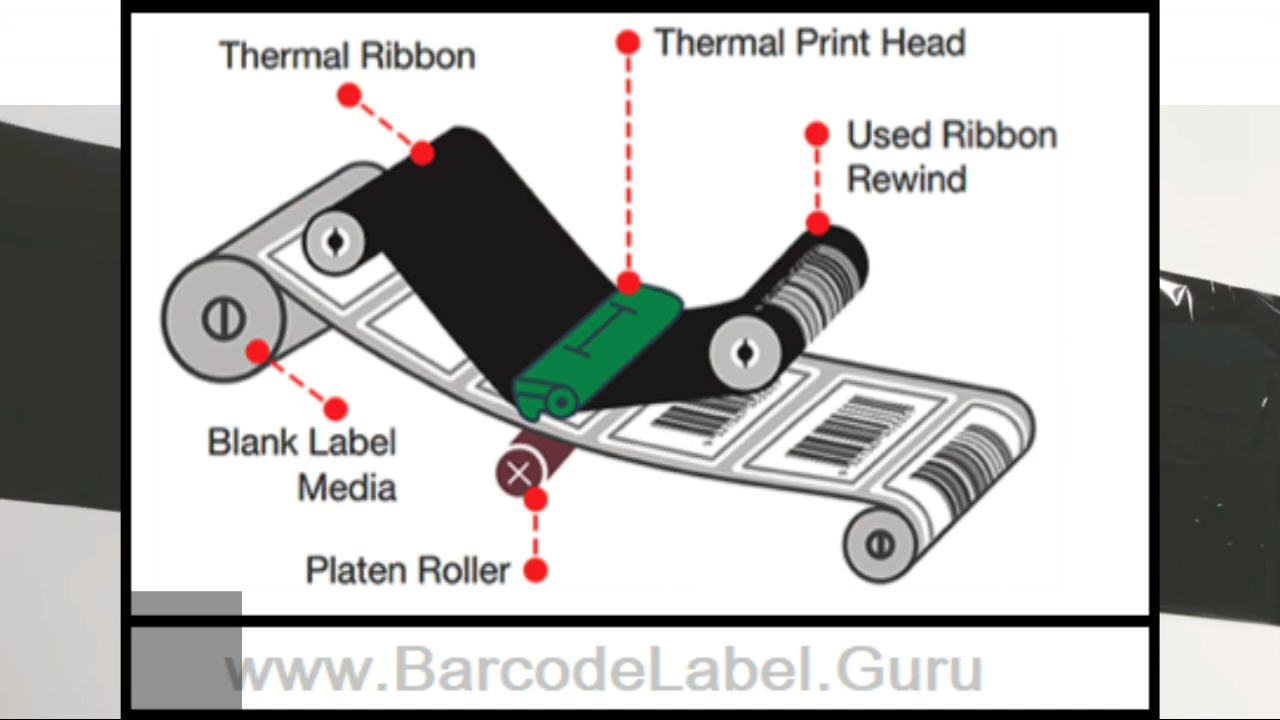 Thermal Ribbon
Thermal Print Head
Used Ribbon
Rewind
Blank Label
Media
Platen Roller
www.BarcodeLabel.Guru